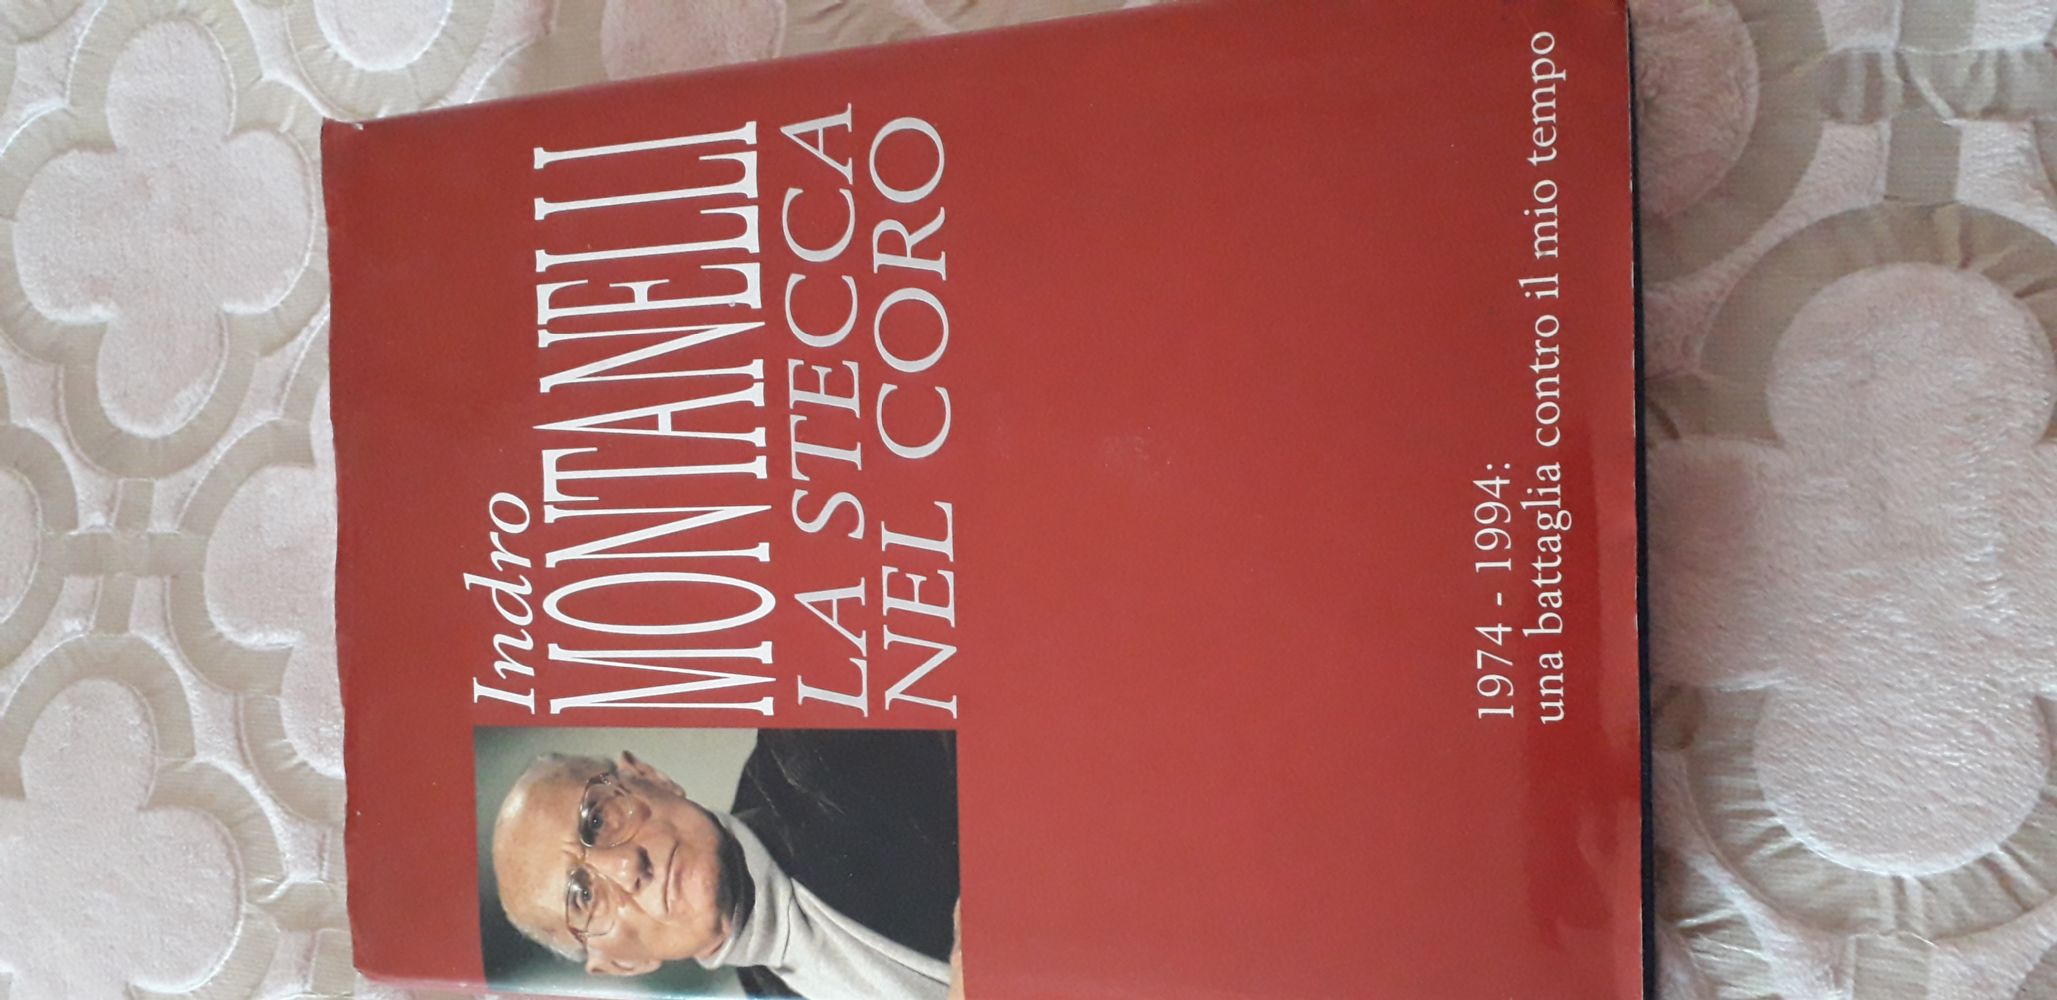 Indro
MONTANELLI
LA STECCA
NEL CORO
1974 - 1994:
una battaglia contro il mio tempo